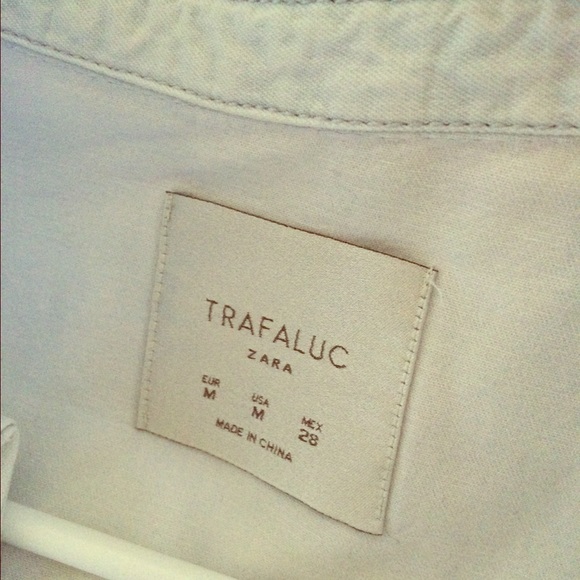 TRAFALUC
ZARA
EUR USA MEX
M M 28
MADE IN CHINA